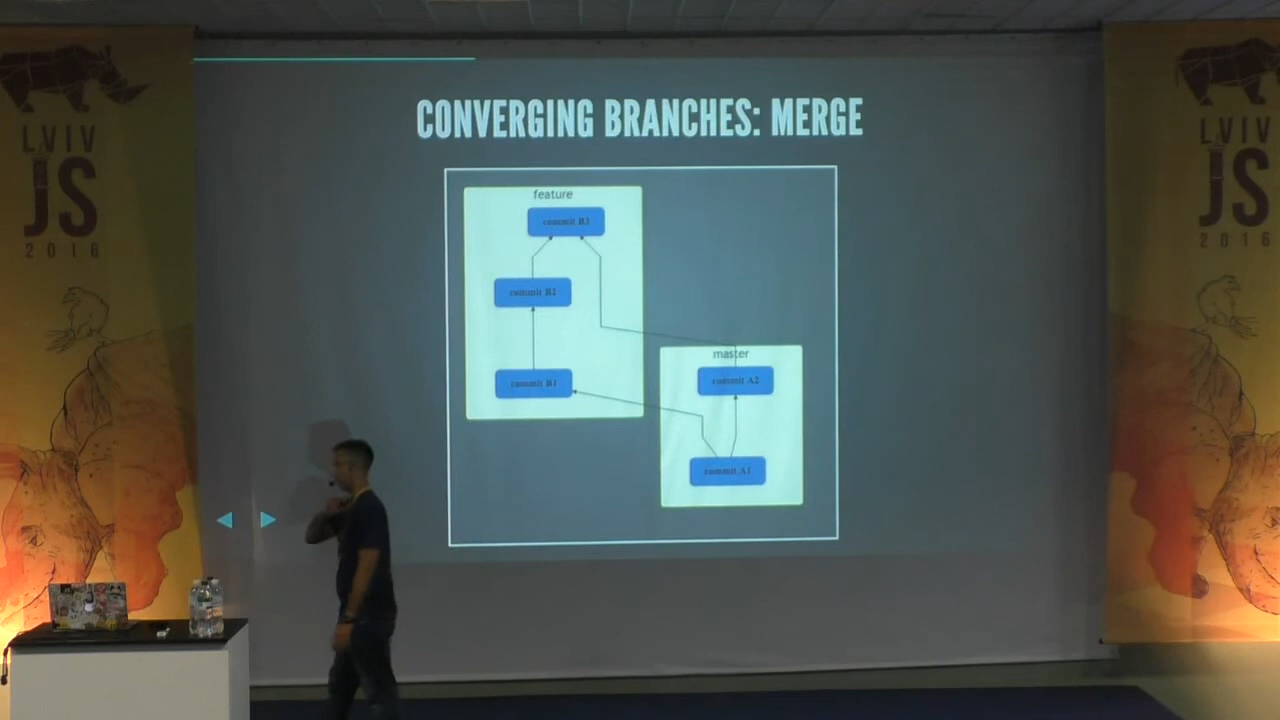 LVIV
JS
2016
CONVERGING BRANCHES: MERGE
feature
commit B3
commit B2
commit B1
master
commit A2
commit A1
LVIV
JS
2016